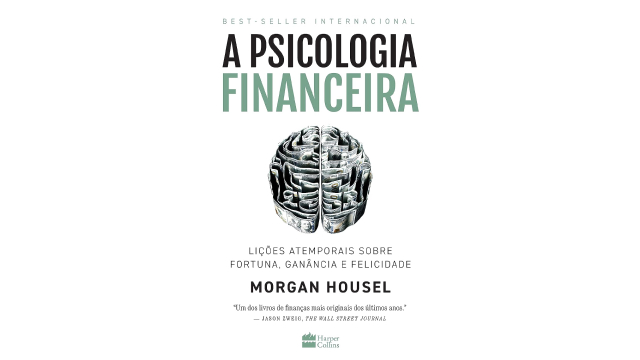 BEST-SELLER INTERNACIONAL
A PSICOLOGIA
FINANCEIRA
LIÇÕES ATEMPORAIS SOBRE
FORTUNA, GANÂNCIA E FELICIDADE
MORGAN HOUSEL
“Um dos livros de finanças mais originais dos últimos anos.”
— JASON ZWEIG, THE WALL STREET JOURNAL
Harper
Collins